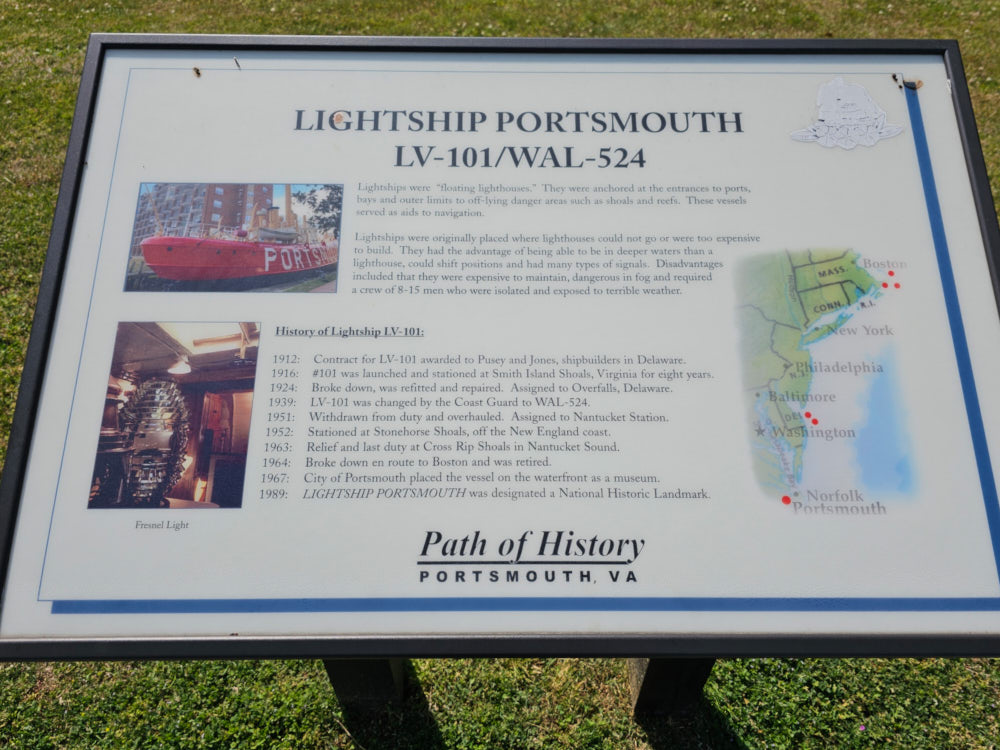 LIGHTSHIP PORTSMOUTH
LV-101/WAL-524
Lightships were "floating lighthouses." They were anchored at the entrances to ports,
bays and outer limits to off-lying danger areas such as shoals and reefs. These vessels
served as aids to navigation.
Lightships were originally placed where lighthouses could not go or were too expensive
to build. They had the advantage of being able to be in deeper waters than a
lighthouse, could shift positions and had many types of signals. Disadvantages
included that they were expensive to maintain, dangerous in fog and required
a crew of 8-15 men who were isolated and exposed to terrible weather.
PORTS
History of Lightship LV-101:
1912: Contract for LV-101 awarded to Pusey and Jones, shipbuilders in Delaware.
1916: #101 was launched and stationed at Smith Island Shoals, Virginia for eight years.
1924: Broke down, was refitted and repaired. Assigned to Overfalls, Delaware.
1939: LV-101 was changed by the Coast Guard to WAL-524.
1951: Withdrawn from duty and overhauled. Assigned to Nantucket Station.
1952: Stationed at Stonehorse Shoals, off the New England coast.
1963: Relief and last duty at Cross Rip Shoals in Nantucket Sound.
1964: Broke down en route to Boston and was retired.
1967: City of Portsmouth placed the vessel on the waterfront as a museum.
1989: LIGHTSHIP PORTSMOUTH was designated a National Historic Landmark.
Fresnel Light
Boston
MASS.
CONN.
R.I.
New York
Philadelphia
N.J.
Baltimore
DEL
Washington
Norfolk
Portsmouth
Path of History
PORTSMOUTH, VA